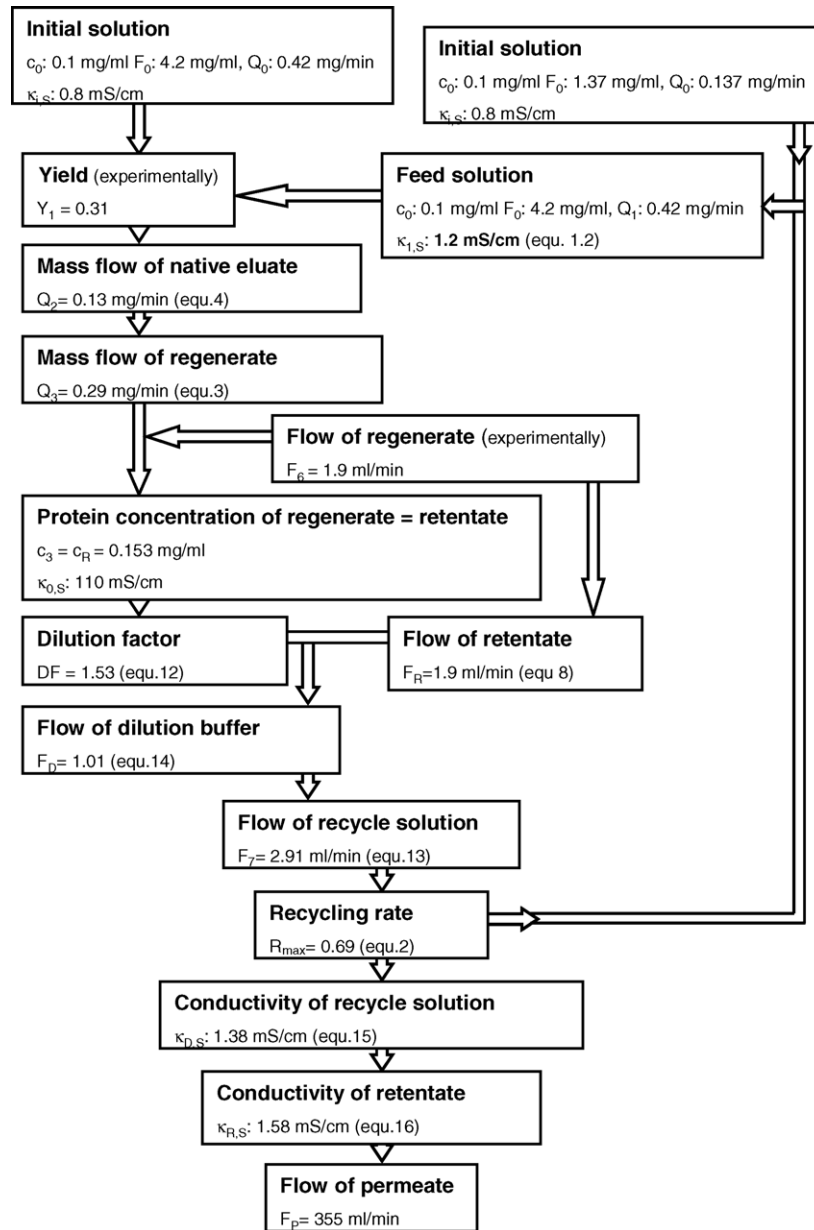 Initial solution
c₀: 0.1 mg/ml F₀: 4.2 mg/ml, Q₀: 0.42 mg/min
κᵢ,S: 0.8 mS/cm
Initial solution
c₀: 0.1 mg/ml F₀: 1.37 mg/ml, Q₀: 0.137 mg/min
κᵢ,S: 0.8 mS/cm
Yield (experimentally)
Y₁ = 0.31
Feed solution
c₀: 0.1 mg/ml F₀: 4.2 mg/ml, Q₁: 0.42 mg/min
κ₁,S: 1.2 mS/cm (equ. 1.2)
Mass flow of native eluate
Q₂= 0.13 mg/min (equ.4)
Mass flow of regenerate
Q₃= 0.29 mg/min (equ.3)
Flow of regenerate (experimentally)
F₆ = 1.9 ml/min
Protein concentration of regenerate = retentate
c₃ = c_R = 0.153 mg/ml
κ₀,S: 110 mS/cm
Dilution factor
DF = 1.53 (equ.12)
Flow of retentate
F_R=1.9 ml/min (equ 8)
Flow of dilution buffer
F_D= 1.01 (equ.14)
Flow of recycle solution
F₇= 2.91 ml/min (equ.13)
Recycling rate
R_max= 0.69 (equ.2)
Conductivity of recycle solution
κ_D,S: 1.38 mS/cm (equ.15)
Conductivity of retentate
κ_R,S: 1.58 mS/cm (equ.16)
Flow of permeate
F_P= 355 ml/min